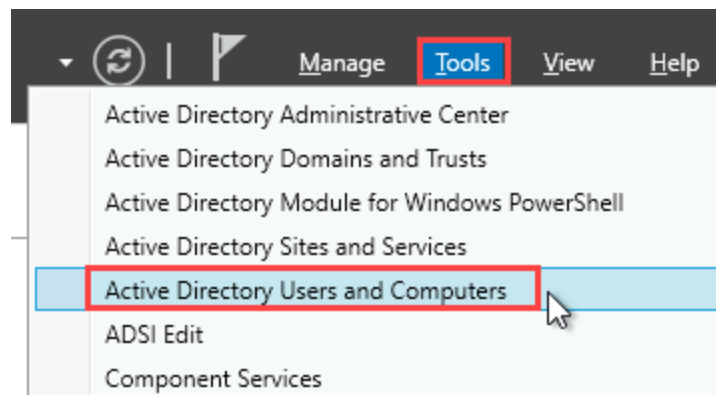 Manage Tools View Help
Active Directory Administrative Center
Active Directory Domains and Trusts
Active Directory Module for Windows PowerShell
Active Directory Sites and Services
Active Directory Users and Computers
ADSI Edit
Component Services